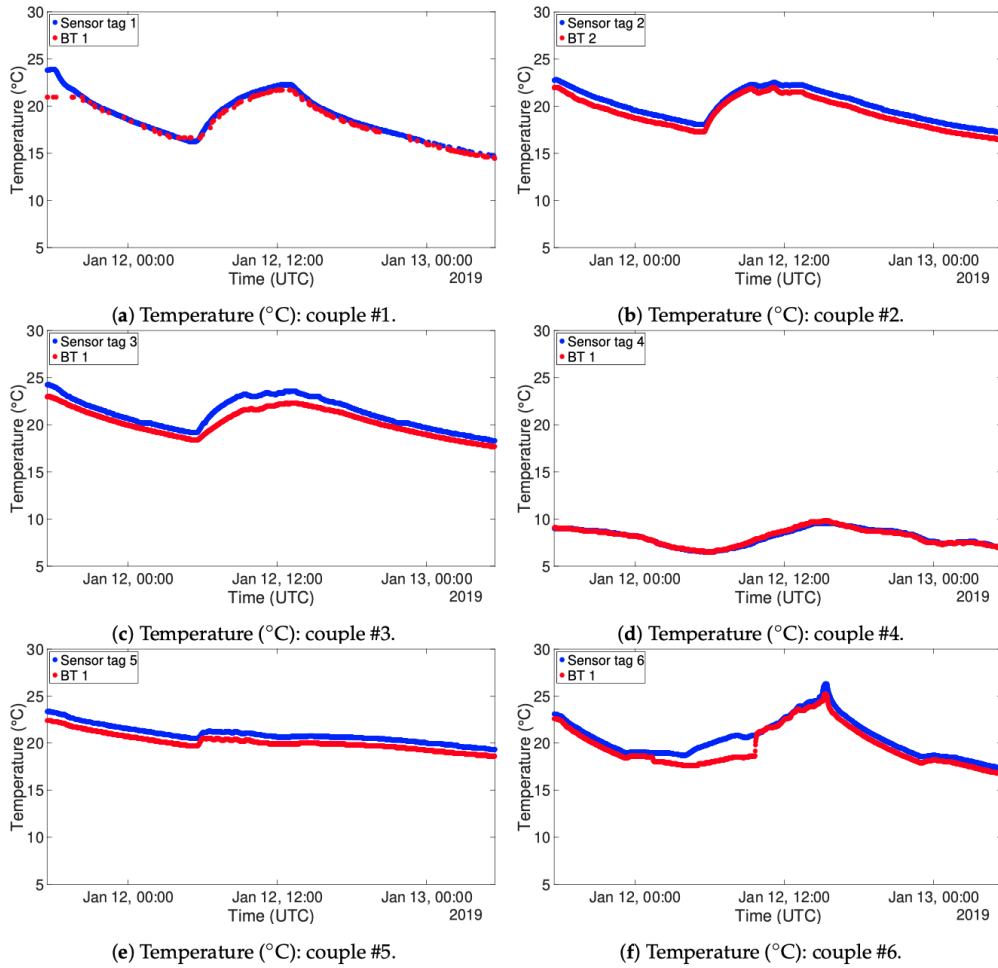 Sensor tag 1
BT 1
Temperature (°C)
30
25
20
15
10
5
Jan 12, 00:00
Jan 12, 12:00
Jan 13, 00:00
Time (UTC)
2019
(a) Temperature (°C): couple #1.
Sensor tag 2
BT 2
Temperature (°C)
30
25
20
15
10
5
Jan 12, 00:00
Jan 12, 12:00
Jan 13, 00:00
Time (UTC)
2019
(b) Temperature (°C): couple #2.
Sensor tag 3
BT 1
Temperature (°C)
30
25
20
15
10
5
Jan 12, 00:00
Jan 12, 12:00
Jan 13, 00:00
Time (UTC)
2019
(c) Temperature (°C): couple #3.
Sensor tag 4
BT 1
Temperature (°C)
30
25
20
15
10
5
Jan 12, 00:00
Jan 12, 12:00
Jan 13, 00:00
Time (UTC)
2019
(d) Temperature (°C): couple #4.
Sensor tag 5
BT 1
Temperature (°C)
30
25
20
15
10
5
Jan 12, 00:00
Jan 12, 12:00
Jan 13, 00:00
Time (UTC)
2019
(e) Temperature (°C): couple #5.
Sensor tag 6
BT 1
Temperature (°C)
30
25
20
15
10
5
Jan 12, 00:00
Jan 12, 12:00
Jan 13, 00:00
Time (UTC)
2019
(f) Temperature (°C): couple #6.